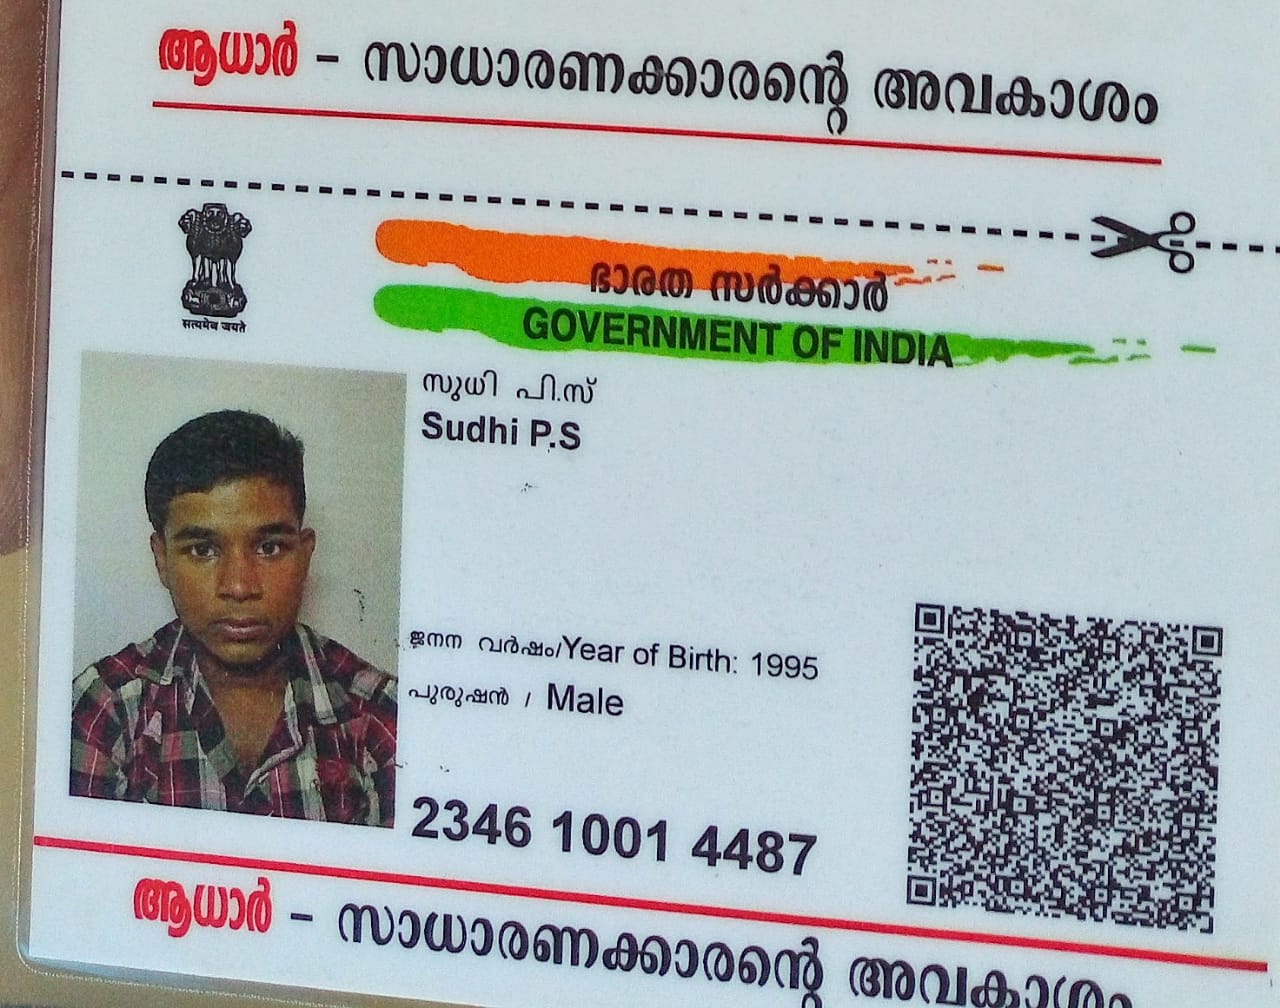 ആധാർ – സാധാരണക്കാരന്റെ അവകാശം
सत्यमेव जयते
ഭാരത സർക്കാർ
GOVERNMENT OF INDIA
സുധി പി.സ്
Sudhi P.S
ജനന വർഷം/Year of Birth: 1995
പുരുഷൻ / Male
2346 1001 4487
ആധാർ – സാധാരണക്കാരന്റെ അവകാശം